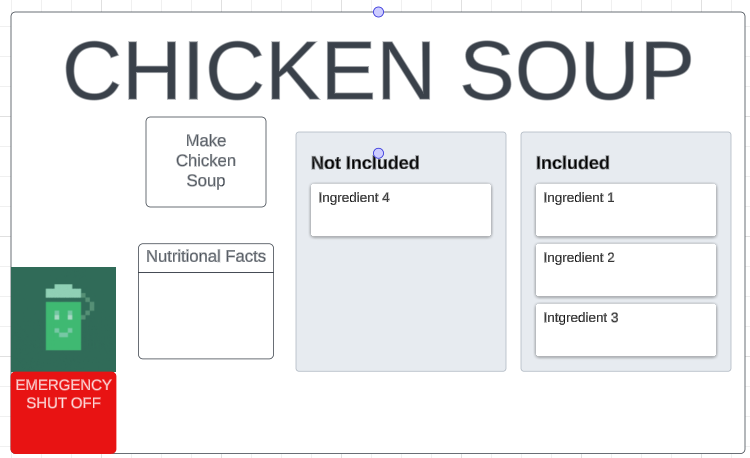 CHICKEN SOUP
Make
Chicken
Soup
Nutritional Facts
Not Included
Ingredient 4
Included
Ingredient 1
Ingredient 2
Intgredient 3
EMERGENCY
SHUT OFF